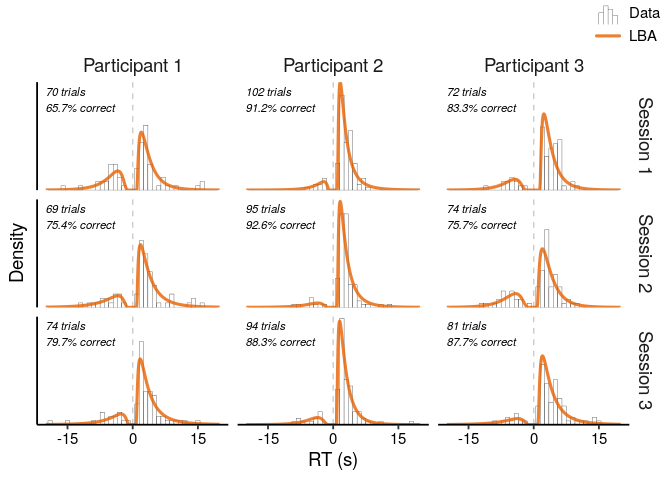 Data
LBA
Participant 1
Participant 2
Participant 3
70 trials
65.7% correct
102 trials
91.2% correct
72 trials
83.3% correct
Session 1
69 trials
75.4% correct
95 trials
92.6% correct
74 trials
75.7% correct
Session 2
74 trials
79.7% correct
94 trials
88.3% correct
81 trials
87.7% correct
Session 3
Density
-15 0 15
-15 0 15
-15 0 15
RT (s)